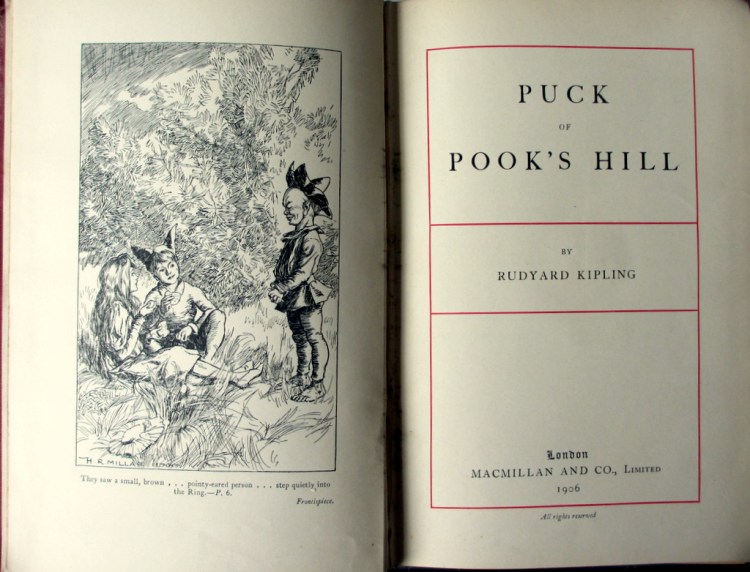 H. R. MILLAR
They saw a small, brown . . . pointy-eared person . . . step quietly into
the Ring.—P. 6.
Frontispiece.
PUCK
OF
POOK'S HILL
BY
RUDYARD KIPLING
London
MACMILLAN AND CO., LIMITED
1906
All rights reserved